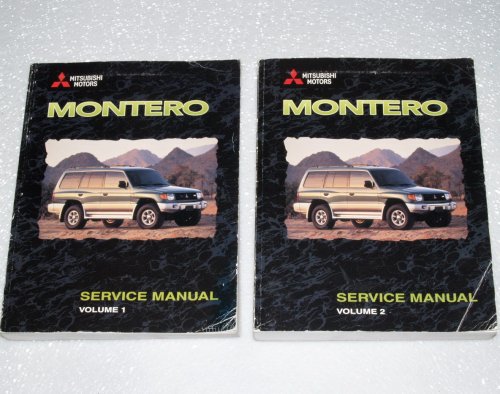 MITSUBISHI
MOTORS
MONTERO
SERVICE MANUAL
VOLUME 1
MITSUBISHI
MOTORS
MONTERO
SERVICE MANUAL
VOLUME 2